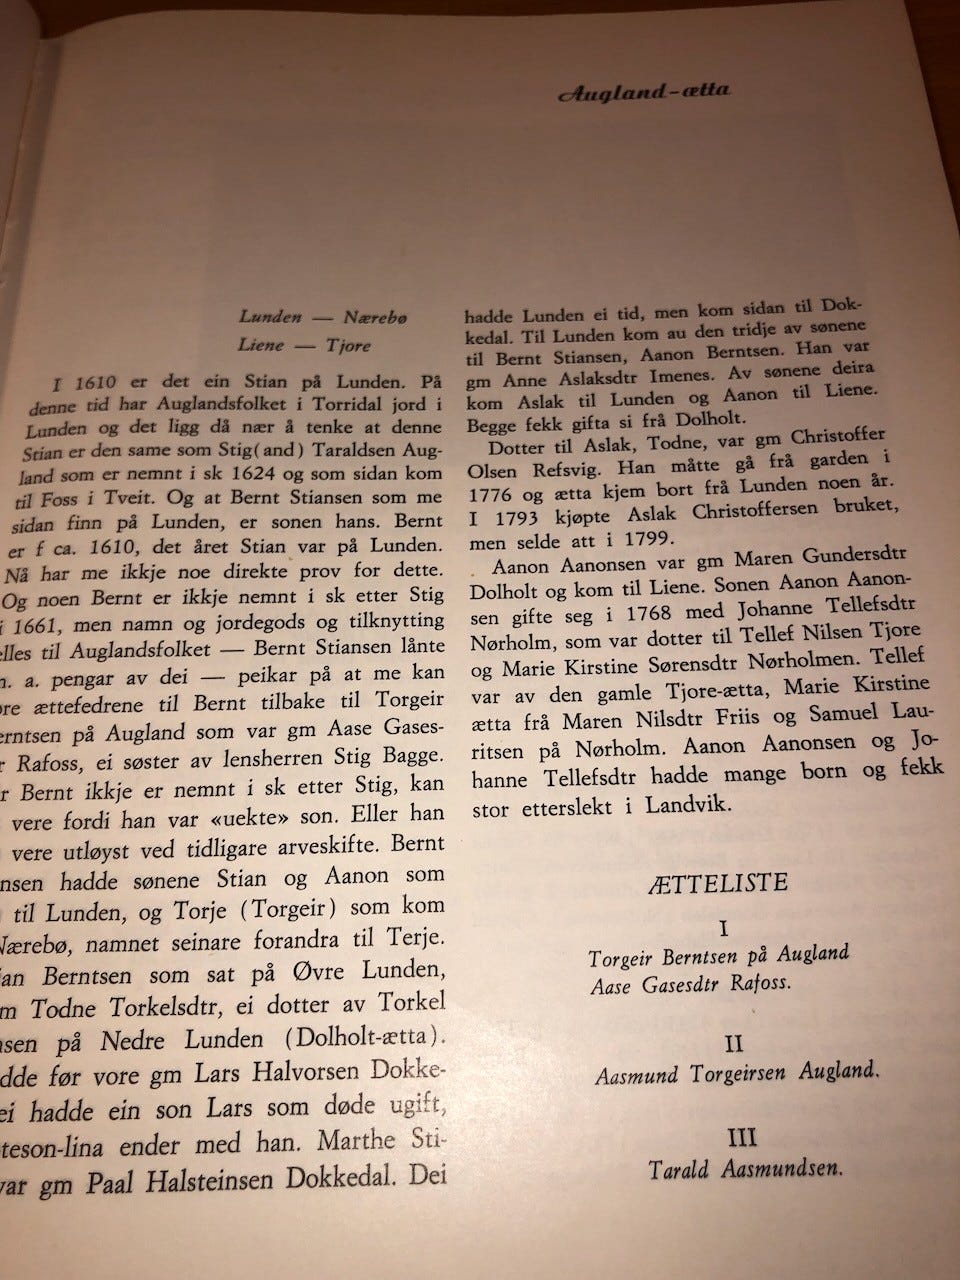 Augland-ætta
Lunden — Nærebø
Liene — Tjore
I 1610 er det ein Stian på Lunden. På
denne tid har Auglandsfolket i Torridal jord i
Lunden og det ligg då nær å tenke at denne
Stian er den same som Stig(and) Taraldsen Aug-
land som er nemnt i sk 1624 og som sidan kom
til Foss i Tveit. Og at Bernt Stiansen som me
sidan finn på Lunden, er sonen hans. Bernt
er f ca. 1610, det året Stian var på Lunden.
Nå har me ikkje noe direkte prov for dette.
Og noen Bernt er ikkje nemnt i sk etter Stig
i 1661, men namn og jordegods og tilknytting
elles til Auglandsfolket — Bernt Stiansen lånte
m. a. pengar av dei — peikar på at me kan
ættefedrene til Bernt tilbake til Torgeir
på Augland som var gm Aase Gases-
Rafoss, ei søster av lensherren Stig Bagge.
Bernt ikkje er nemnt i sk etter Stig, kan
vere fordi han var «uekte» son. Eller han
vere utløyst ved tidligare arveskifte. Bernt
hadde sønene Stian og Aanon som
til Lunden, og Torje (Torgeir) som kom
Nærebø, namnet seinare forandra til Terje.
Berntsen som sat på Øvre Lunden,
Todne Torkelsdtr, ei dotter av Torkel
på Nedre Lunden (Dolholt-ætta).
før vore gm Lars Halvorsen Dokke-
hadde ein son Lars som døde ugift,
ender med han. Marthe Sti-
var gm Paal Halsteinsen Dokkedal. Dei
hadde Lunden ei tid, men kom sidan til Dok-
kedal. Til Lunden kom au den tridje av sønene
til Bernt Stiansen, Aanon Berntsen. Han var
gm Anne Aslaksdtr Imenes. Av sønene deira
kom Aslak til Lunden og Aanon til Liene.
Begge fekk gifta si frå Dolholt.
Dotter til Aslak, Todne, var gm Christoffer
Olsen Refsvig. Han måtte gå frå garden i
1776 og ætta kjem bort frå Lunden noen år.
I 1793 kjøpte Aslak Christoffersen bruket,
men selde att i 1799.
Aanon Aanonsen var gm Maren Gundersdtr
Dolholt og kom til Liene. Sonen Aanon Aanon-
sen gifte seg i 1768 med Johanne Tellefsdtr
Nørholm, som var dotter til Tellef Nilsen Tjore
og Marie Kirstine Sørensdtr Nørholmen. Tellef
var av den gamle Tjore-ætta, Marie Kirstine
ætta frå Maren Nilsdtr Friis og Samuel Lau-
ritsen på Nørholm. Aanon Aanonsen og Jo-
hanne Tellefsdtr hadde mange born og fekk
stor etterslekt i Landvik.
ÆTTELISTE
I
Torgeir Berntsen på Augland
Aase Gasesdtr Rafoss.
II
Aasmund Torgeirsen Augland.
III
Tarald Aasmundsen.